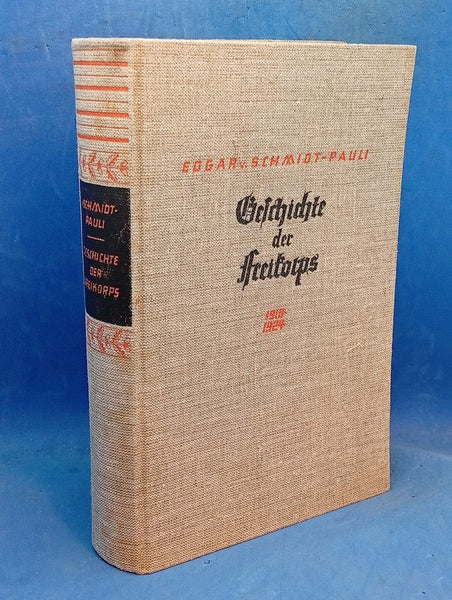 EDGAR v. SCHMIDT-PAULI
Geschichte
der
Freikorps
1918-
1924
SCHMIDT-
PAULI
GESCHICHTE
DER
FREIKORPS